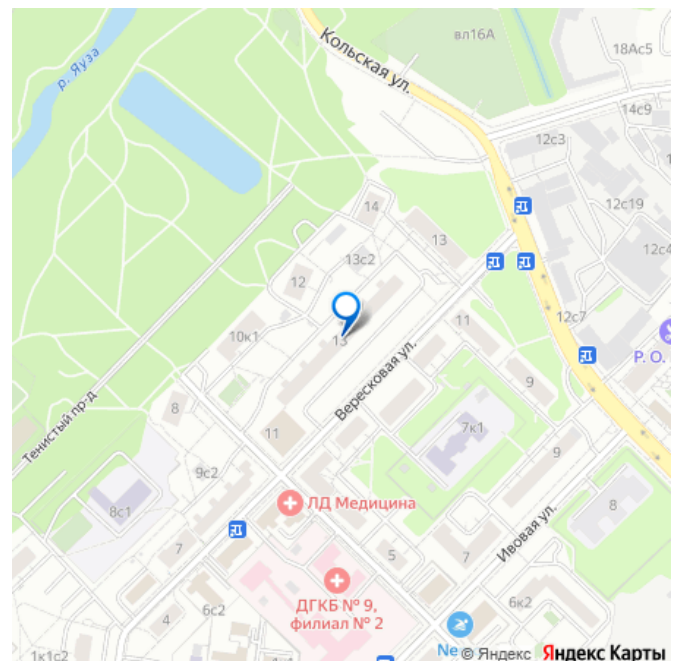 вл16А
18Ас5
Кольская ул.
р. Яуза
14с9
12с3
14
12с19
13
13с2
12с4
12
12с7
10к1
13
11
Р. О.
Вересковая ул.
9
8
Тенистый пр-д
11
7к1
9с2
9
ЛД Медицина
8с1
8
Ивовая ул.
7
5
7
ДГКБ № 9,
филиал № 2
6с2
4
6к2
1к1с2
Ne
© Яндекс Яндекс Карты